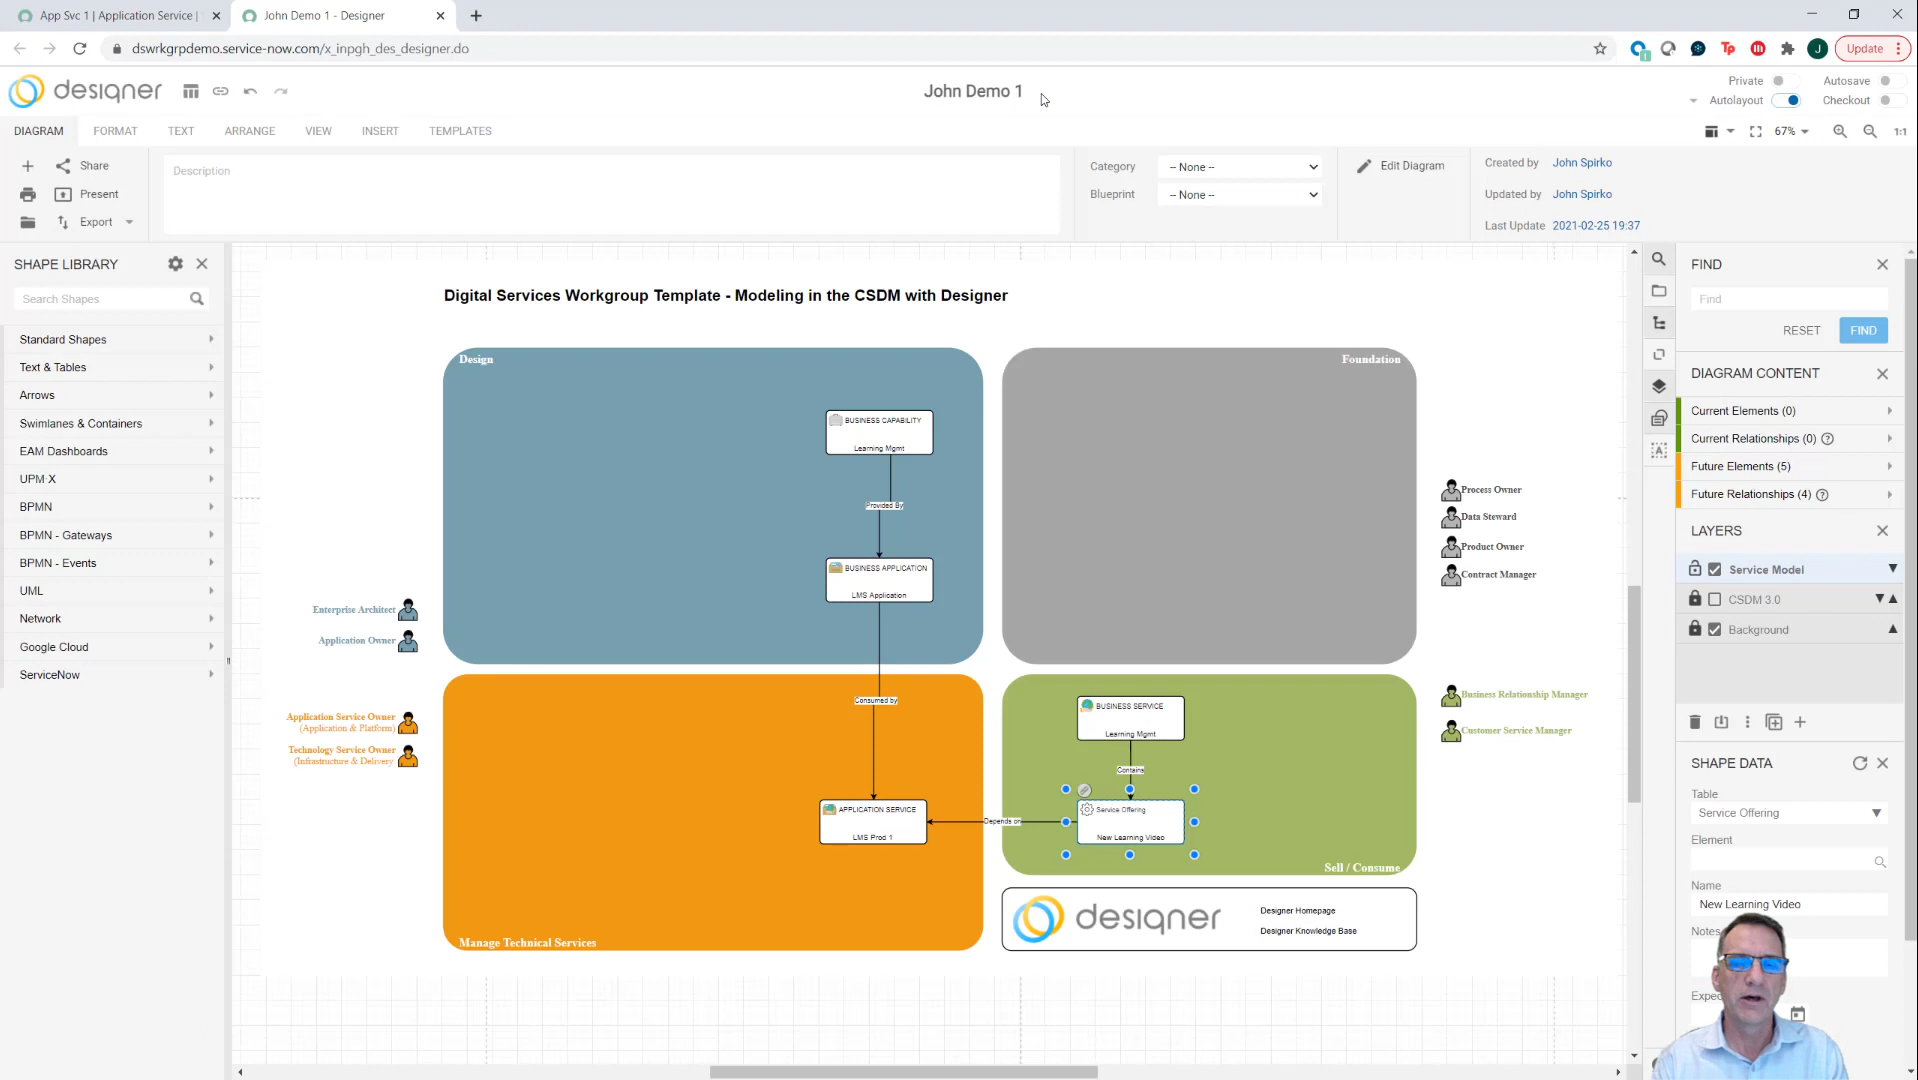 App Svc 1 | Application Service |
John Demo 1 - Designer
dswrkgrpdemo.service-now.com/x_inpgh_des_designer.do
1
Tp
J
Update
designer
John Demo 1
Private
Autosave
Autolayout
Checkout
DIAGRAM
FORMAT
TEXT
ARRANGE
VIEW
INSERT
TEMPLATES
67%
1:1
Share
Present
Export
Description
Category
-- None --
Blueprint
-- None --
Edit Diagram
Created by
John Spirko
Updated by
John Spirko
Last Update
2021-02-25 19:37
SHAPE LIBRARY
Search Shapes
Standard Shapes
Text & Tables
Arrows
Swimlanes & Containers
EAM Dashboards
UPM-X
BPMN
BPMN - Gateways
BPMN - Events
UML
Network
Google Cloud
ServiceNow
Digital Services Workgroup Template - Modeling in the CSDM with Designer
Design
BUSINESS CAPABILITY
Learning Mgmt
Provided By
BUSINESS APPLICATION
LMS Application
Foundation
Process Owner
Data Steward
Product Owner
Contract Manager
Enterprise Architect
Application Owner
Application Service Owner
(Application & Platform)
Technology Service Owner
(Infrastructure & Delivery
Consumed by
APPLICATION SERVICE
LMS Prod 1
Manage Technical Services
Depends on
BUSINESS SERVICE
Learning Mgmt
Contains
Service Offering
New Learning Video
Sell / Consume
Business Relationship Manager
Customer Service Manager
designer
Designer Homepage
Designer Knowledge Base
FIND
Find
RESET
FIND
DIAGRAM CONTENT
Current Elements (0)
Current Relationships (0)
Future Elements (5)
Future Relationships (4)
LAYERS
Service Model
CSDM 3.0
Background
SHAPE DATA
Table
Service Offering
Element
Name
New Learning Video
Notes